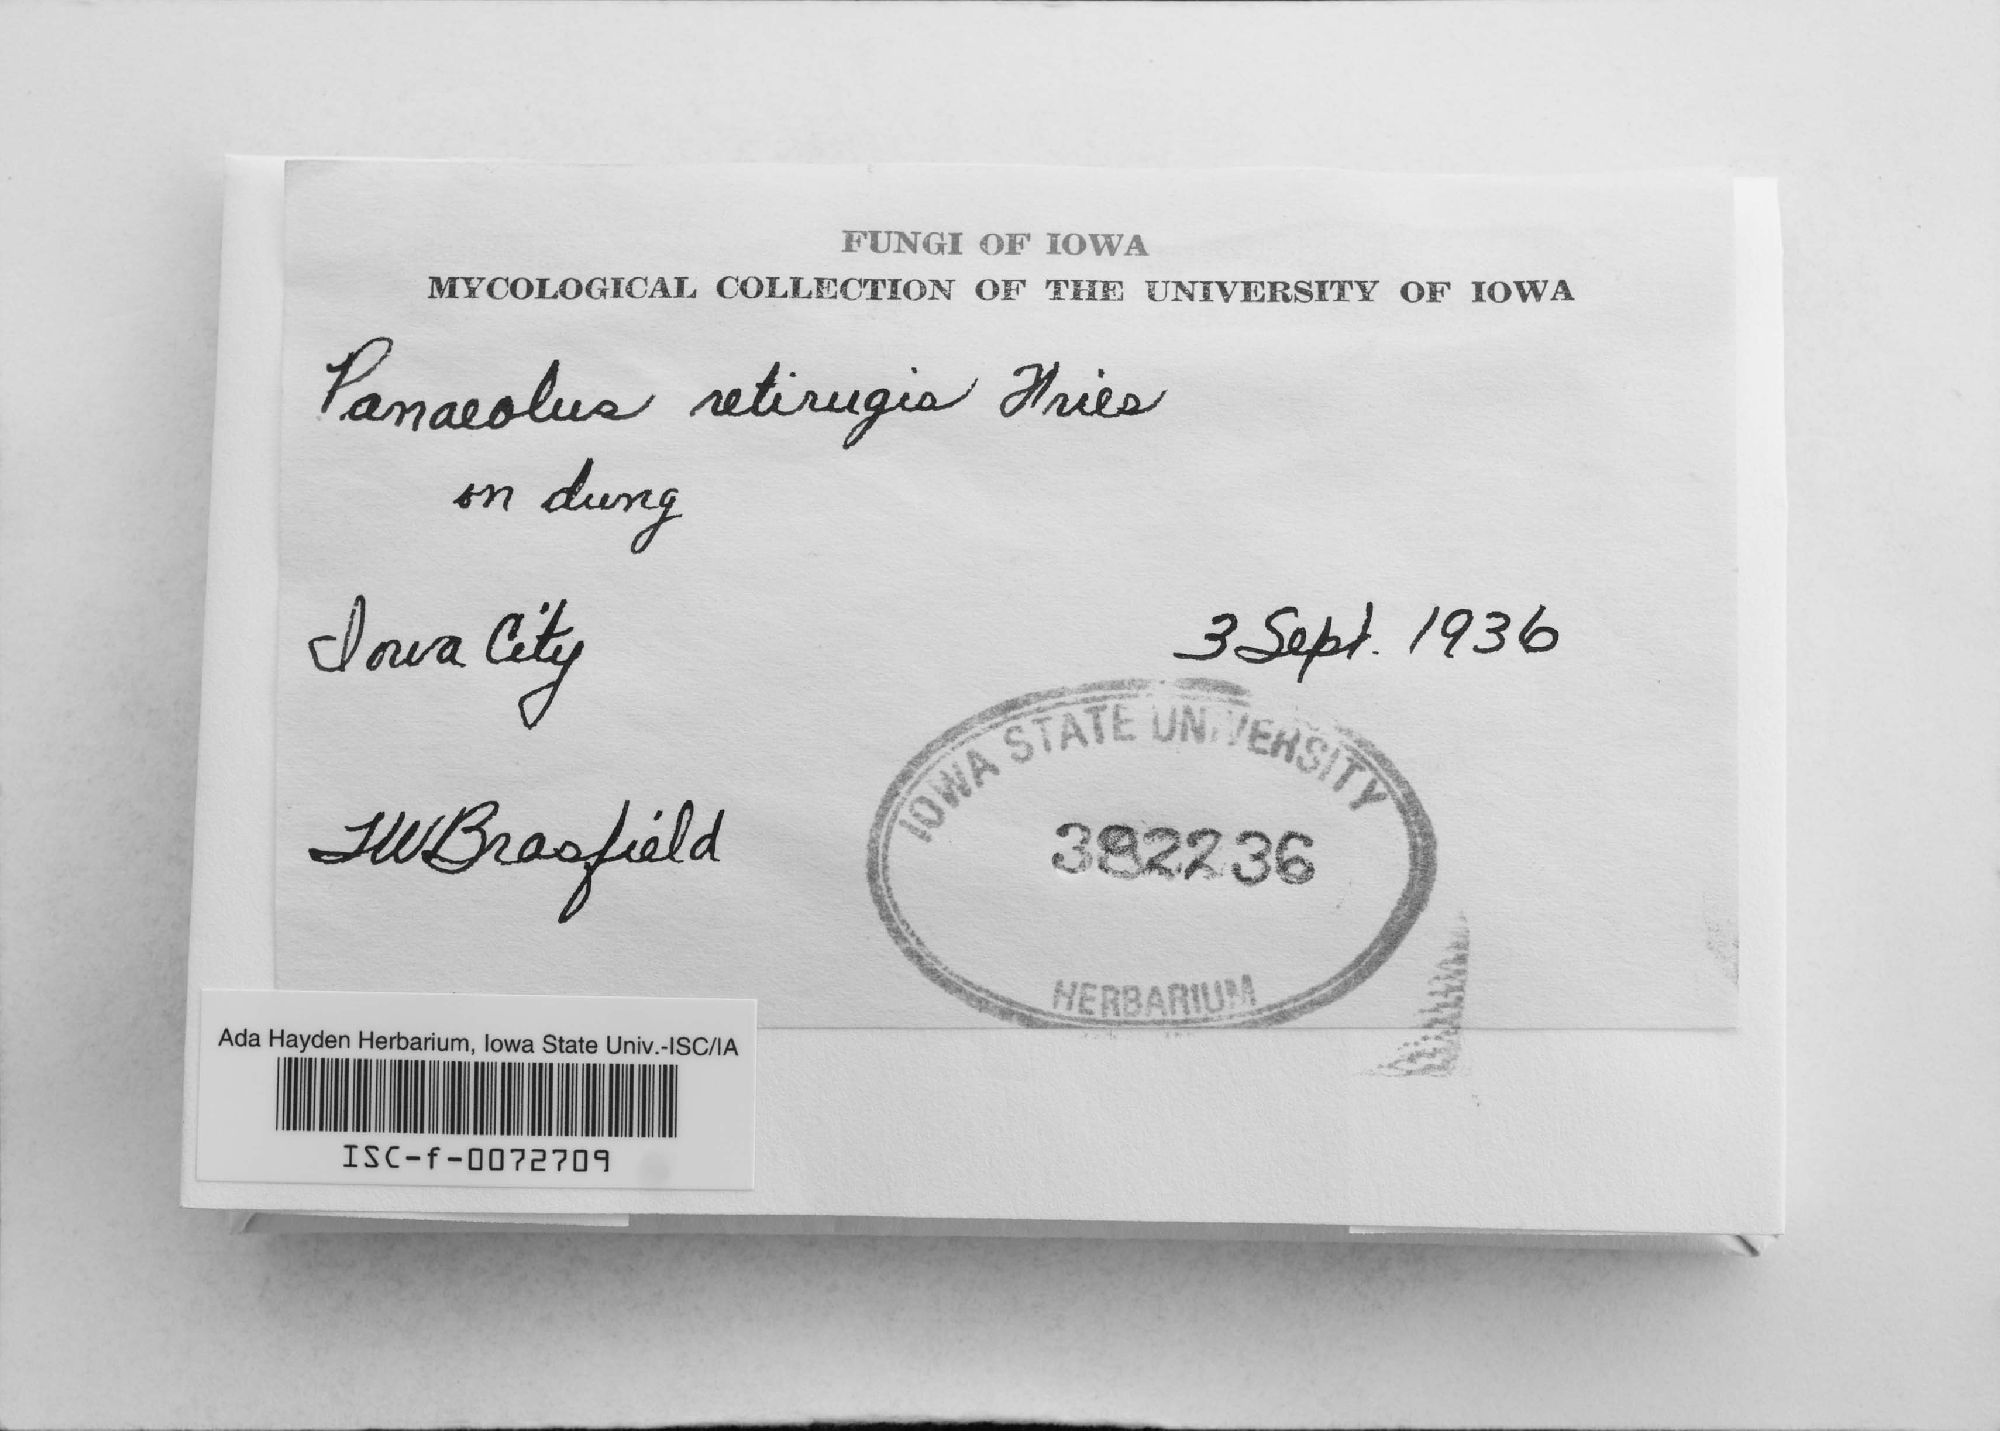 FUNGI OF IOWA
MYCOLOGICAL COLLECTION OF THE UNIVERSITY OF IOWA
Panaeolus retirugis Fries
on dung
Iowa City
3 Sept. 1936
TWBrasfield
IOWA STATE UNIVERSITY
382236
HERBARIUM
Ada Hayden Herbarium, Iowa State Univ.-ISC/IA
ISC-f-0072709